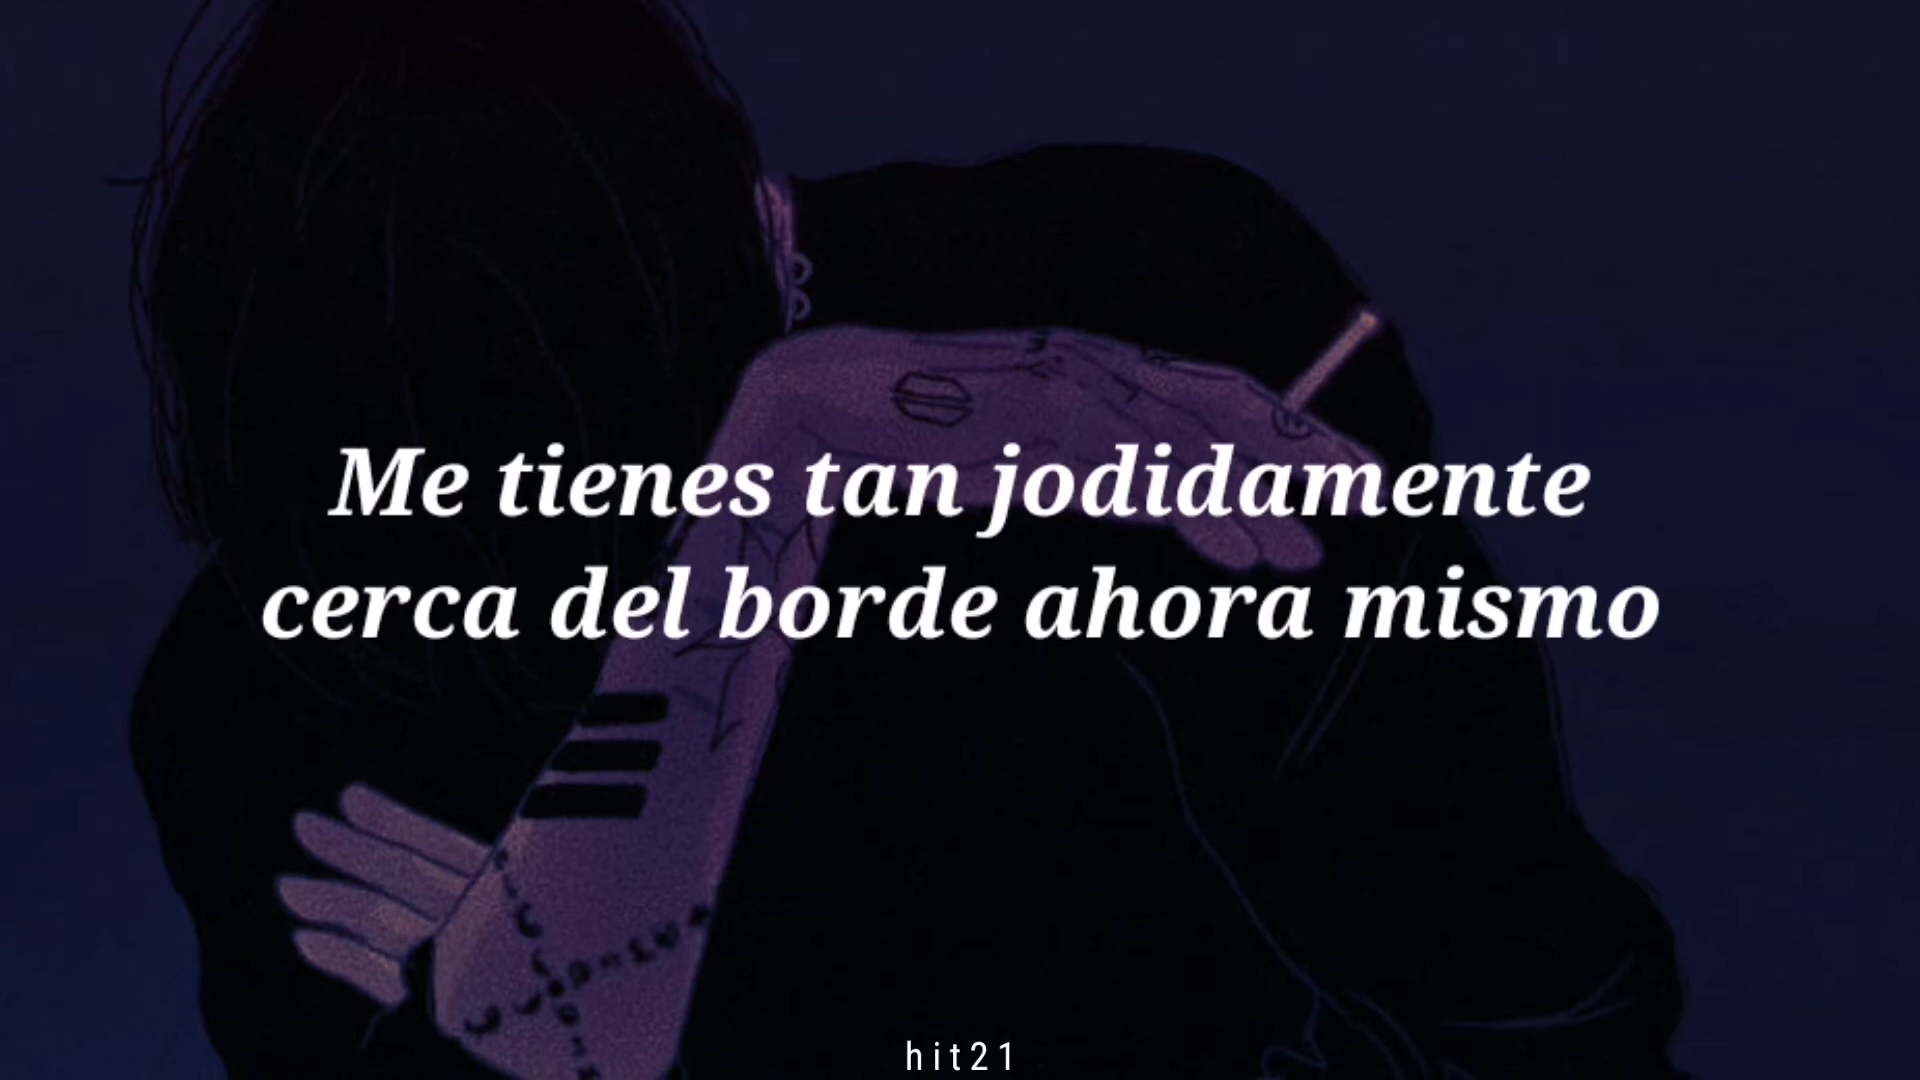 Me tienes tan jodidamente
cerca del borde ahora mismo
hit21